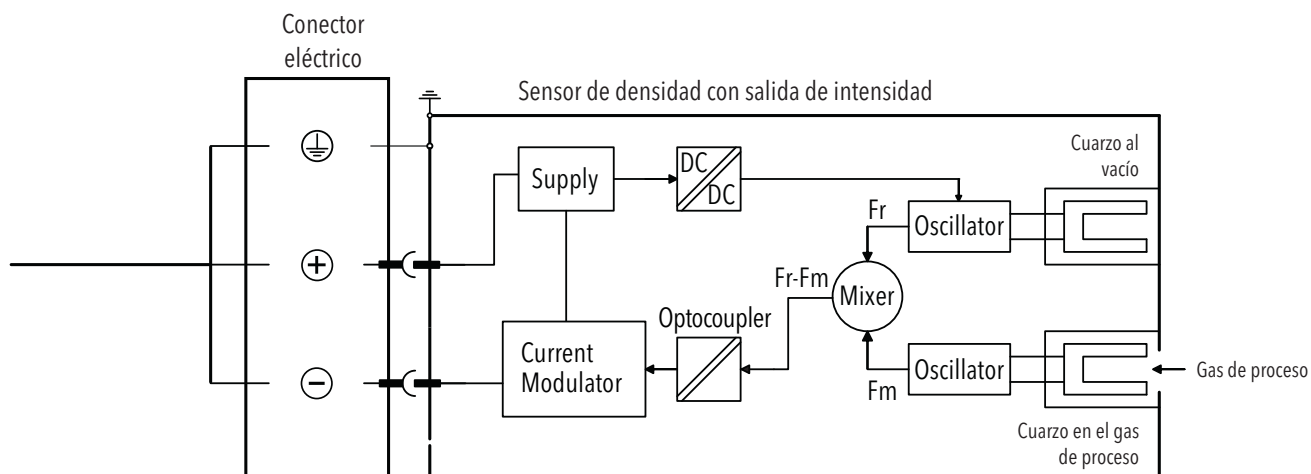 Conector
eléctrico
Sensor de densidad con salida de intensidad
Cuarzo al
vacío
Supply
DC
DC
Fr
Oscillator
+
Fr-Fm
Mixer
Optocoupler
Current
Modulator
Oscillator
Fm
Gas de proceso
-
Cuarzo en el gas
de proceso